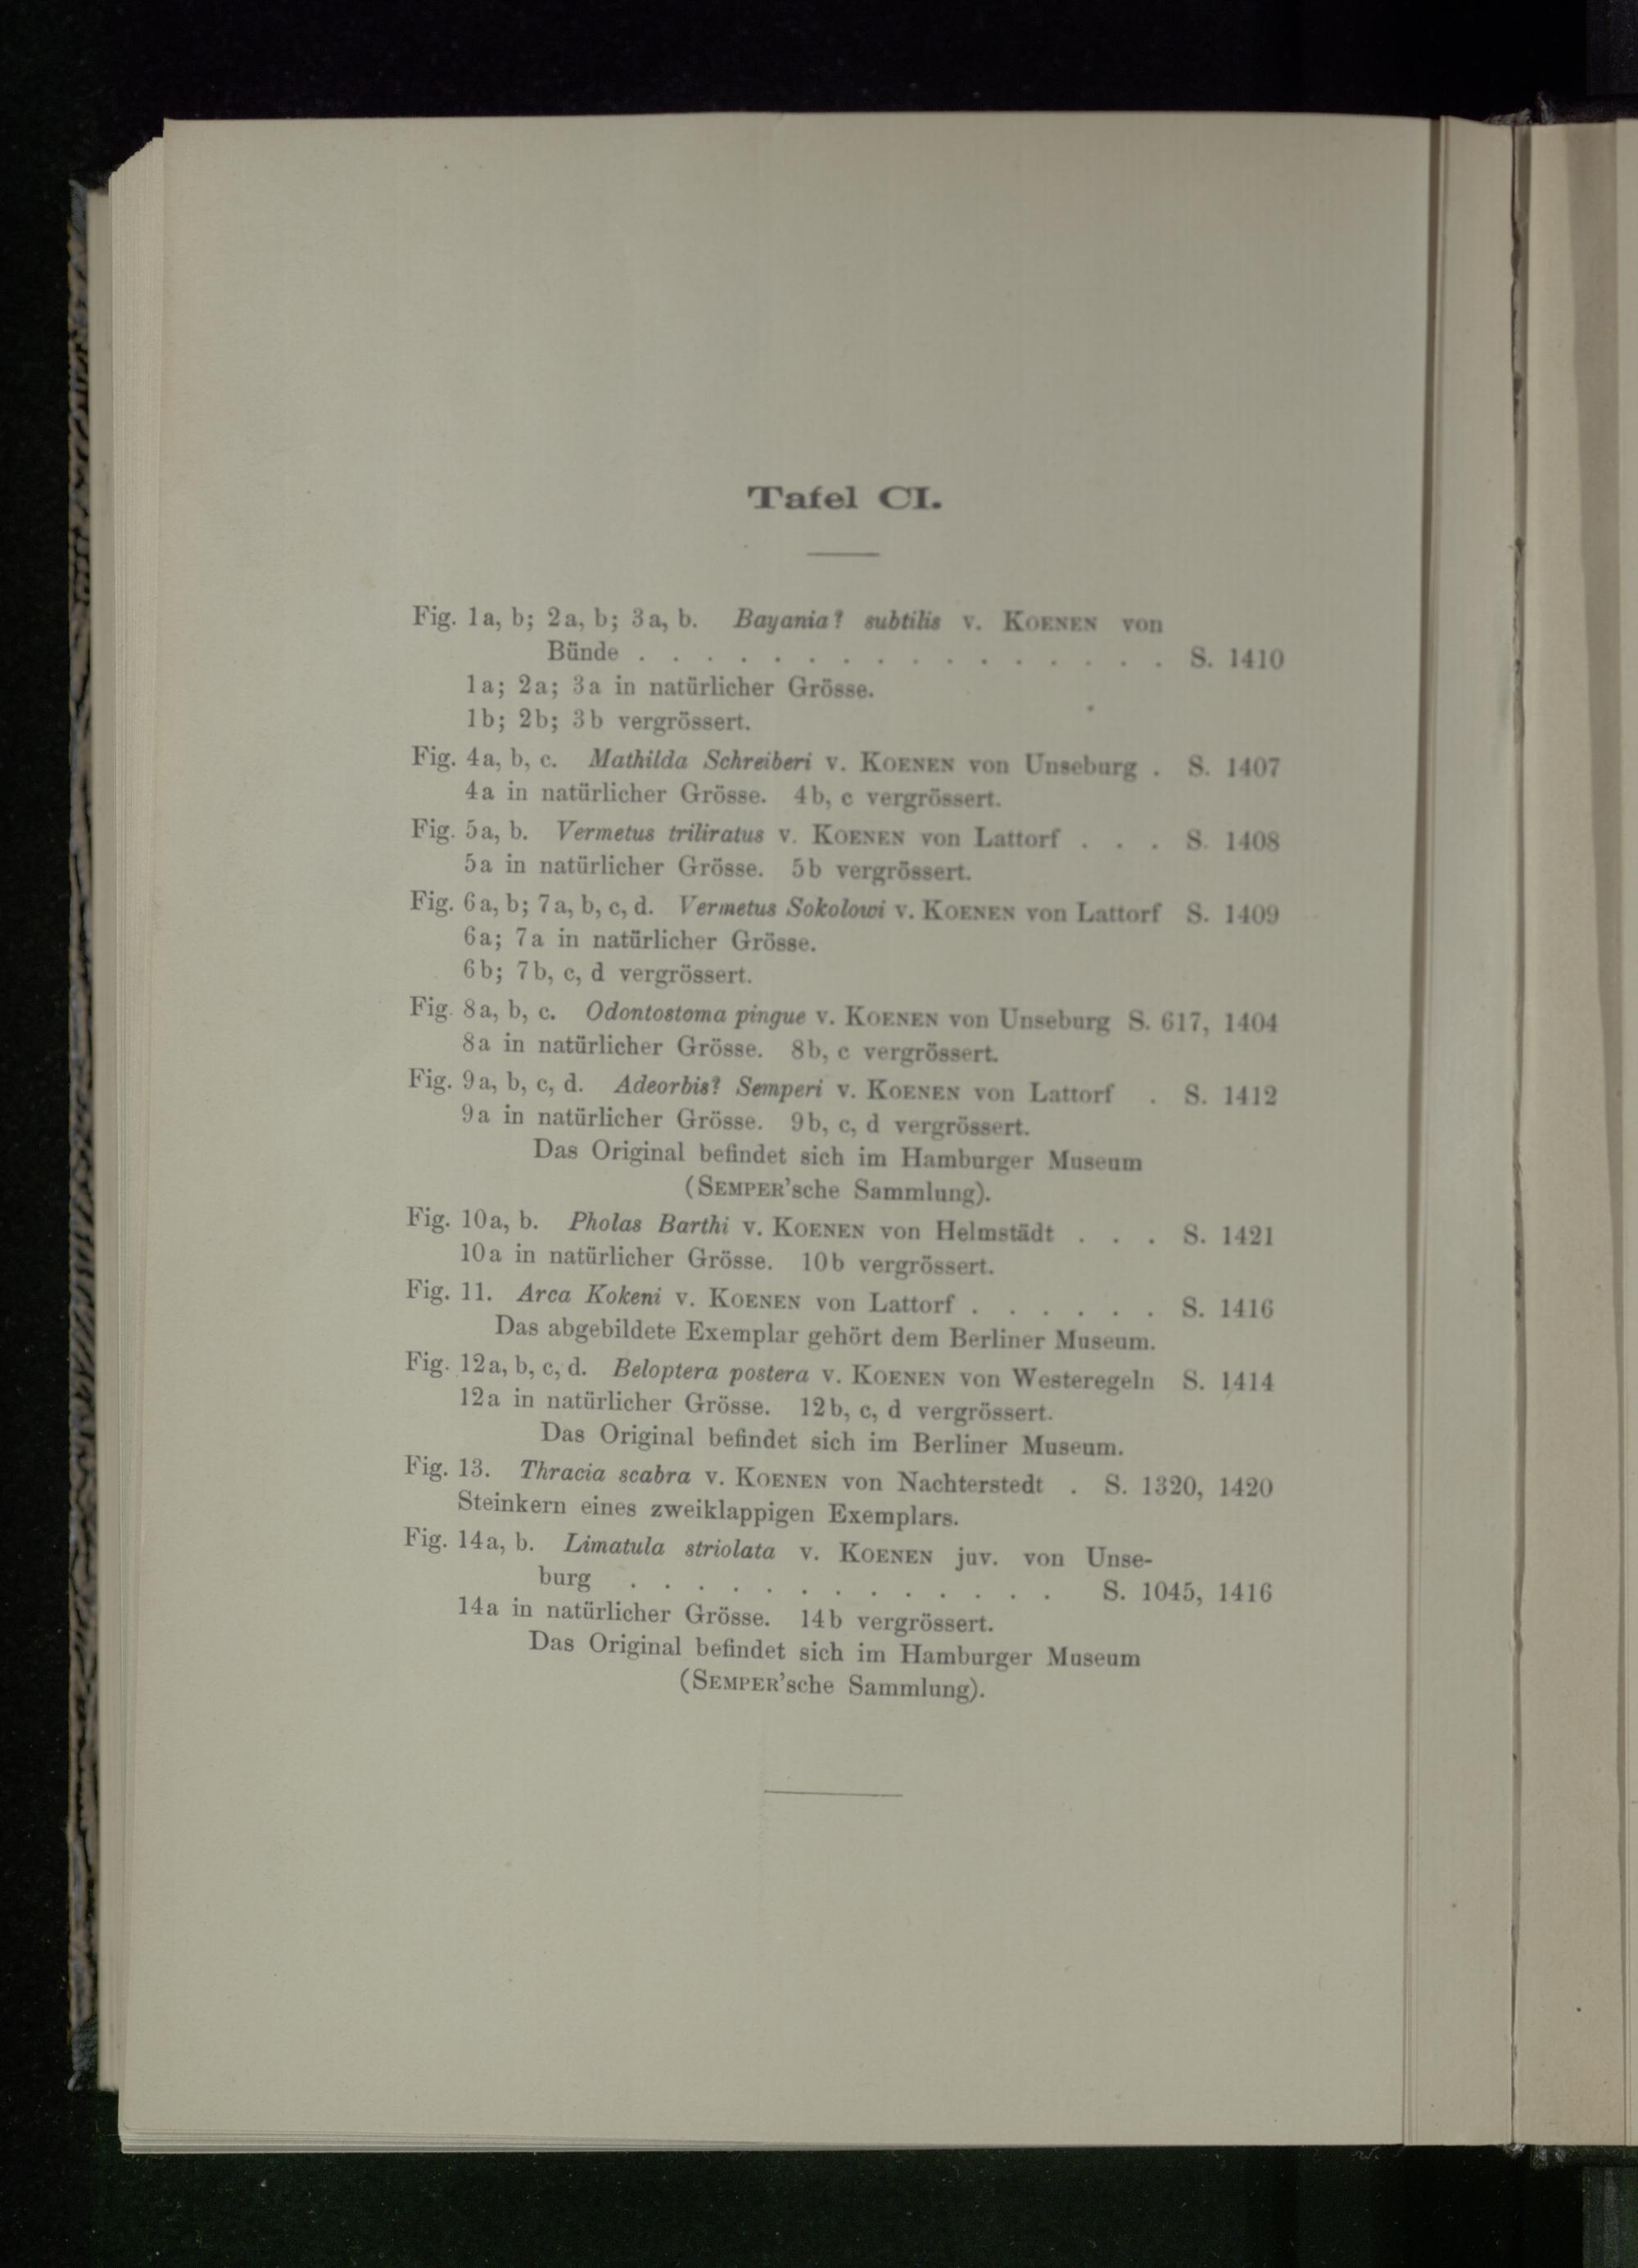 Tafel CI.
Fig. 1a, b; 2a, b; 3a, b. Bayania? subtilis v. Koenen von
Bünde . . . . . . . . . . . . . . . . S. 1410
1a; 2a; 3a in natürlicher Grösse.
1b; 2b; 3b vergrössert.
Fig. 4a, b, c. Mathilda Schreiberi v. Koenen von Unseburg . S. 1407
4a in natürlicher Grösse. 4b, c vergrössert.
Fig. 5a, b. Vermetus triliratus v. Koenen von Lattorf . . . S. 1408
5a in natürlicher Grösse. 5b vergrössert.
Fig. 6a, b; 7a, b, c, d. Vermetus Sokolowi v. Koenen von Lattorf S. 1409
6a; 7a in natürlicher Grösse.
6b; 7b, c, d vergrössert.
Fig. 8a, b, c. Odontostoma pingue v. Koenen von Unseburg S. 617, 1404
8a in natürlicher Grösse. 8b, c vergrössert.
Fig. 9a, b, c, d. Adeorbis? Semperi v. Koenen von Lattorf . S. 1412
9a in natürlicher Grösse. 9b, c, d vergrössert.
Das Original befindet sich im Hamburger Museum
(Semper'sche Sammlung).
Fig. 10a, b. Pholas Barthi v. Koenen von Helmstädt . . . S. 1421
10a in natürlicher Grösse. 10b vergrössert.
Fig. 11. Arca Kokeni v. Koenen von Lattorf . . . . . . S. 1416
Das abgebildete Exemplar gehört dem Berliner Museum.
Fig. 12a, b, c, d. Beloptera postera v. Koenen von Westeregeln S. 1414
12a in natürlicher Grösse. 12b, c, d vergrössert.
Das Original befindet sich im Berliner Museum.
Fig. 13. Thracia scabra v. Koenen von Nachterstedt . S. 1320, 1420
Steinkern eines zweiklappigen Exemplars.
Fig. 14a, b. Limatula striolata v. Koenen juv. von Unse-
burg . . . . . . . . . . . . . S. 1045, 1416
14a in natürlicher Grösse. 14b vergrössert.
Das Original befindet sich im Hamburger Museum
(Semper'sche Sammlung).